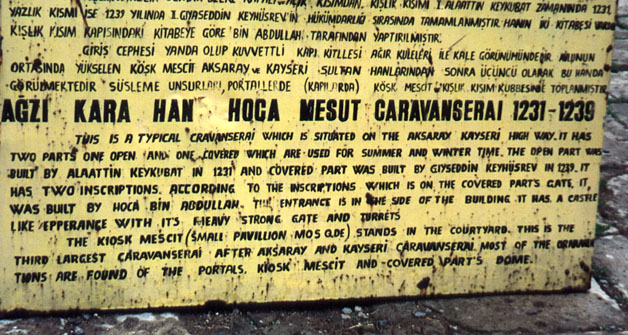 YAZLIK KISMI İSE 1239 YILINDA I. GIYASEDDİN KEYHÜSREV'İN HÜKÜMDARLIĞI SIRASINDA TAMAMLANMIŞTIR. HANIN İKİ KİTABESİ
KIŞLIK KISIM KAPISINDAKİ KİTABEYE GÖRE BİN ABDULLAH TARAFINDAN YAPTIRILMIŞTIR.
GİRİŞ CEPHESİ YANDA OLUP KUVVETLİ KAPI KİTLLESİ AĞIR KULELERİ İLE KALE GÖRÜNÜMÜNDEDİR. AVLUNUN
ORTASINDA YÜKSELEN KÖŞK MESCİT AKSARAY VE KAYSERİ SULTAN HANLARINDAN SONRA ÜÇÜNCÜ OLARAK BU HANDA
GÖRÜLMEKTEDİR SÜSLEME UNSURLARI PORTALLERDE (KAPILARDA) KÖŞK MESCİT KIŞLIK KISIM KUBBESİNDE TOPLANMIŞTIR.
AĞZI KARA HAN HOCA MESUT CARAVANSERAI 1231-1239
THIS IS A TYPICAL CRAVANSERAI WHICH IS SITUATED ON THE AKSARAY KAYSERI HIGH WAY. IT HAS
TWO PARTS ONE OPEN AND ONE COVERED WHICH ARE USED FOR SUMMER AND WINTER TIME. THE OPEN PART WAS
BUILT BY ALAATTIN KEYKUBAT IN 1231 AND COVERED PART WAS BUILT BY GIYSEDDIN KEYHÜSREV IN 1239. IT
HAS TWO INSCRIPTIONS. ACCORDING TO THE INSCRIPTIONS WHICH IS ON THE COVERED PART'S GATE, IT
WAS BUILT BY HOCA BIN ABDULLAH. THE ENTRANCE IS IN THE SIDE OF THE BUILDING IT HAS A CASTLE
LIKE EPPERANCE WITH IT'S HEAVY STRONG GATE AND TURRETS
THE KIOSK MESCIT (SMALL PAVILLION MOSQDE) STANDS IN THE COURTYARD. THIS IS THE
THIRD LARGEST CARAVANSERAI AFTER AKSARAY AND KAYSERI CARAVANSERAI. MOST OF THE
TIONS ARE FOUND OF THE PORTALS, KIOSK MESCIT AND COVERED PART'S DOME.